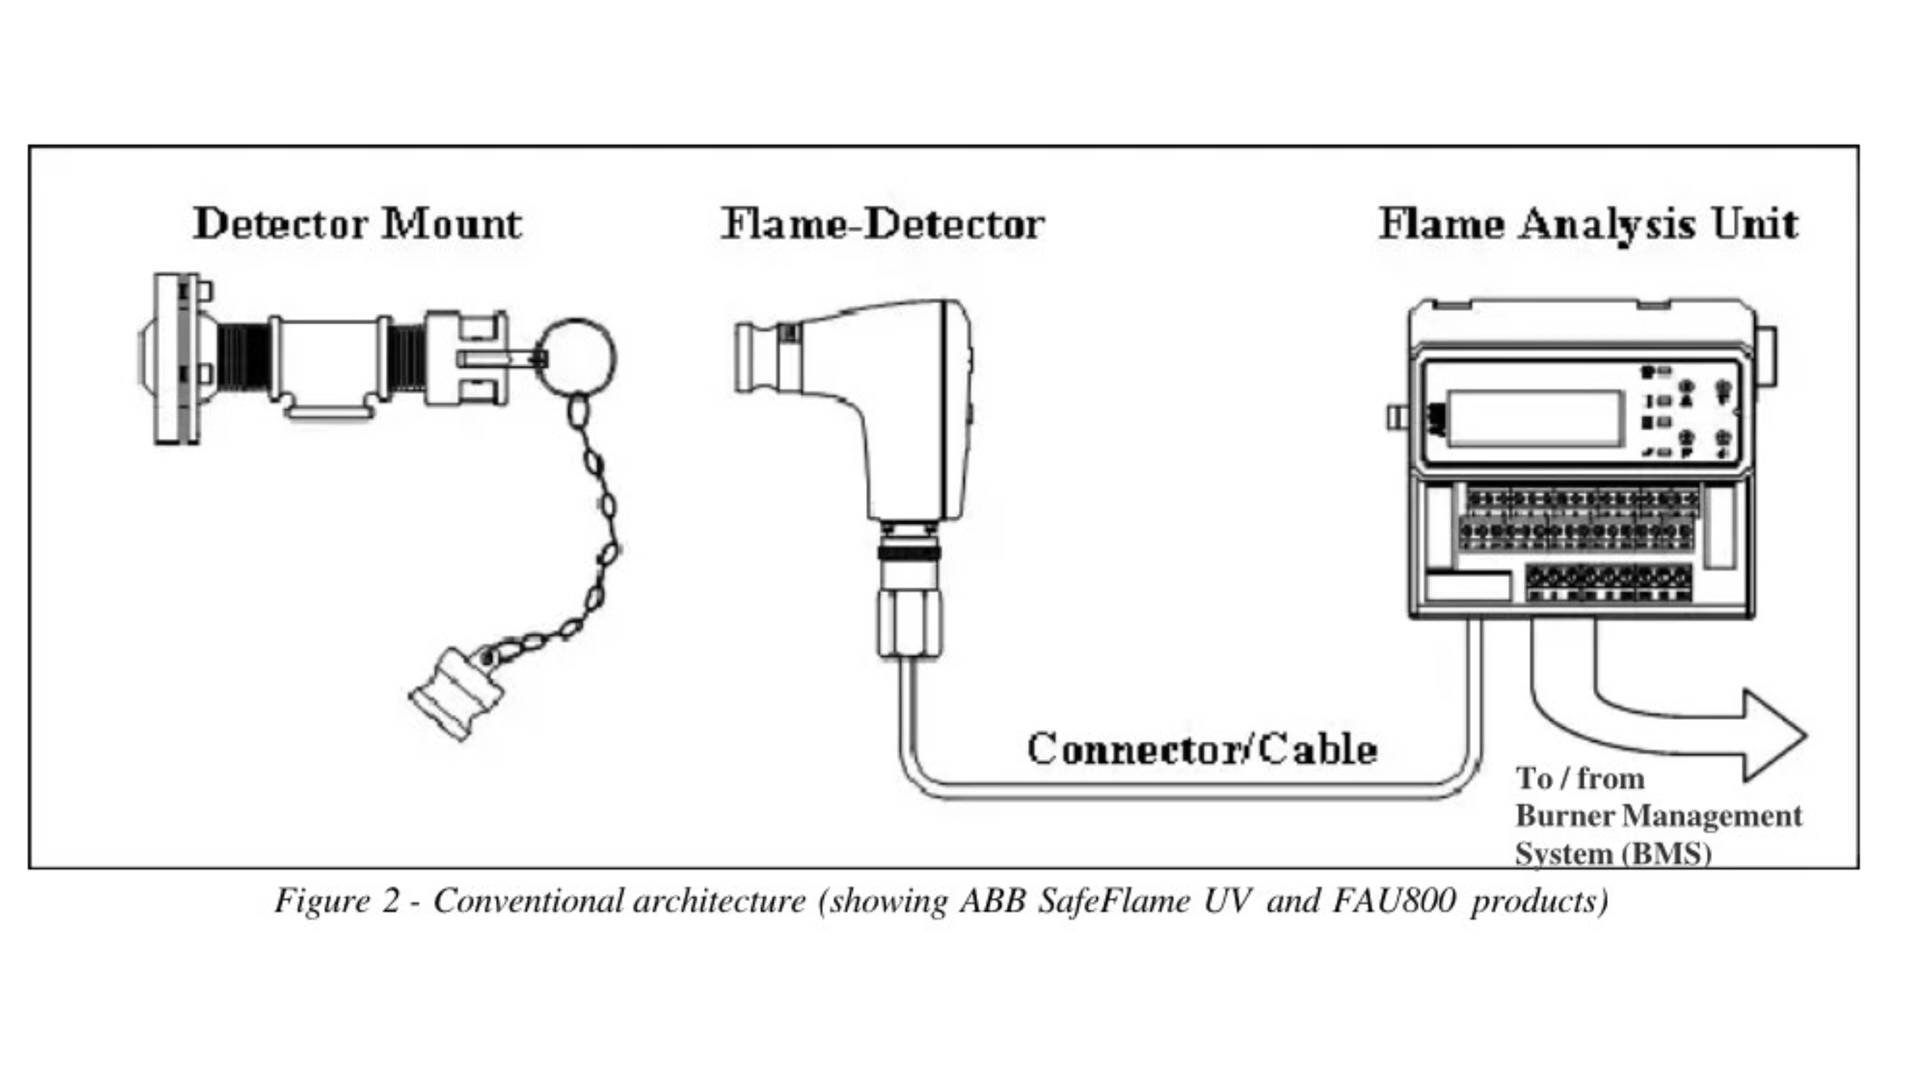 Detector Mount
Flame-Detector
Flame Analysis Unit
ABB
Connector/Cable
To / from
Burner Management
System (BMS)
Figure 2 - Conventional architecture (showing ABB SafeFlame UV and FAU800 products)